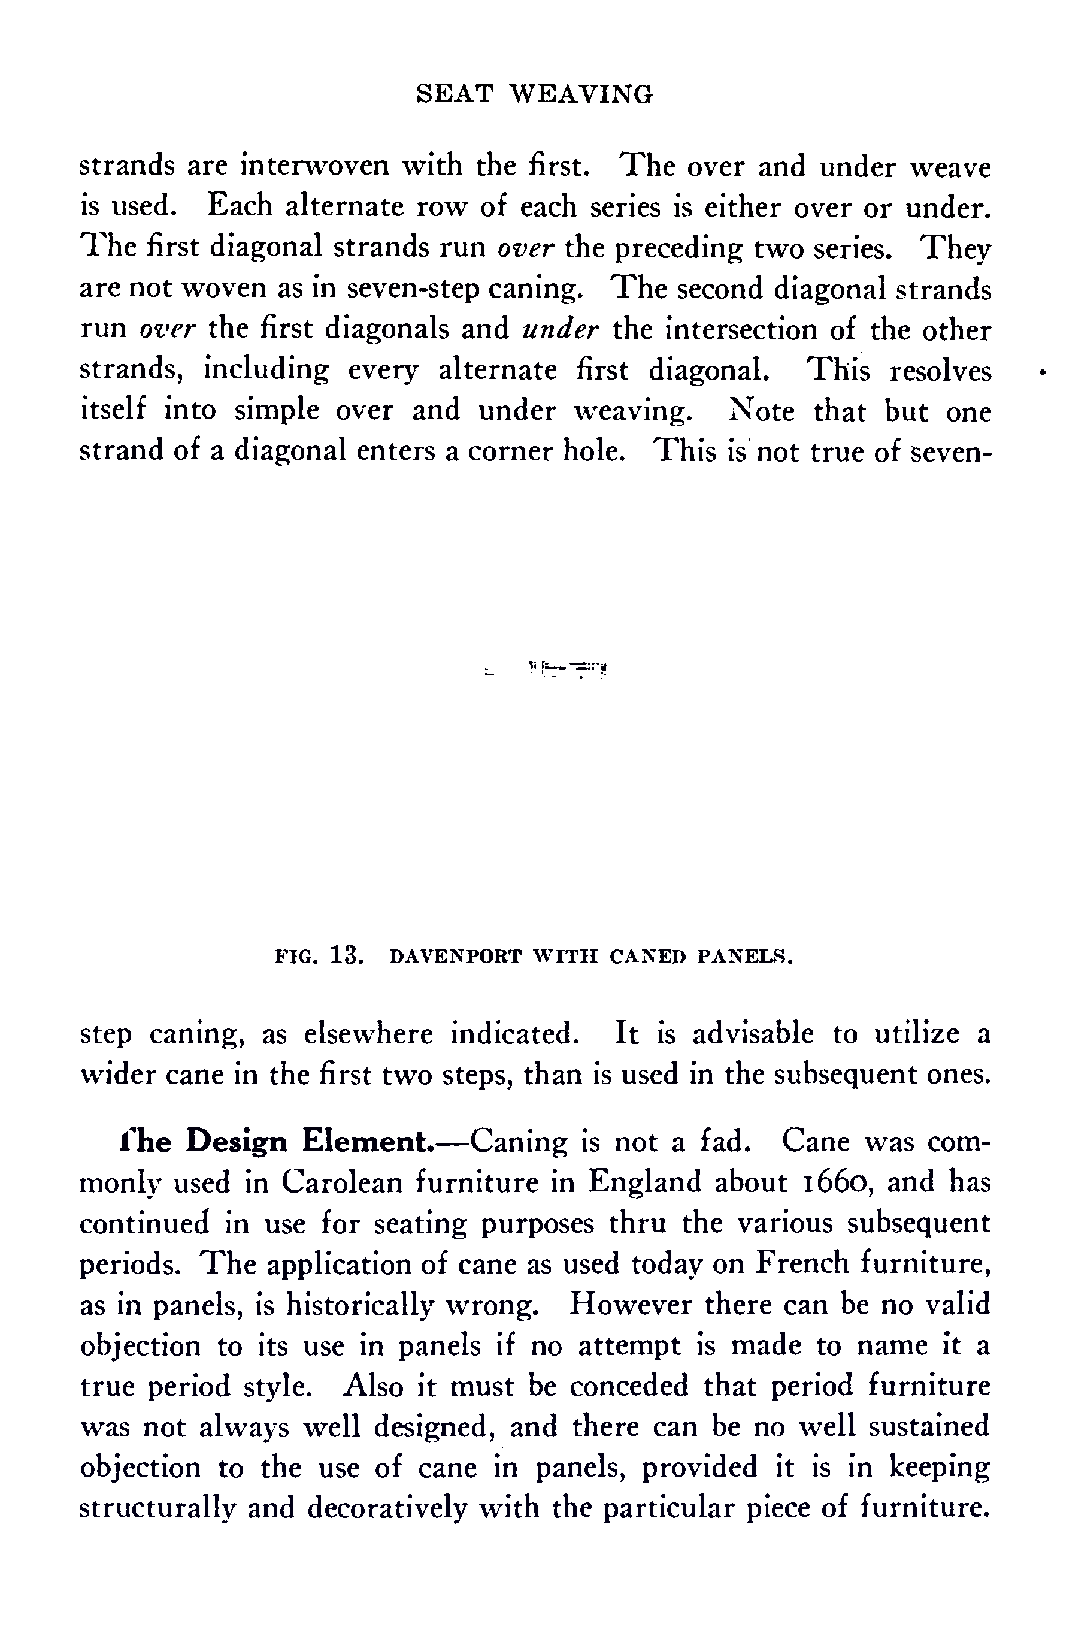 SEAT WEAVING
strands are interwoven with the first. The over and under weave
is used. Each alternate row of each series is either over or under.
The first diagonal strands run over the preceding two series. They
are not woven as in seven-step caning. The second diagonal strands
run over the first diagonals and under the intersection of the other
strands, including every alternate first diagonal. This resolves
itself into simple over and under weaving. Note that but one
strand of a diagonal enters a corner hole. This is not true of seven-
FIG. 13. DAVENPORT WITH CANED PANELS.
step caning, as elsewhere indicated. It is advisable to utilize a
wider cane in the first two steps, than is used in the subsequent ones.
The Design Element.—Caning is not a fad. Cane was com-
monly used in Carolean furniture in England about 1660, and has
continued in use for seating purposes thru the various subsequent
periods. The application of cane as used today on French furniture,
as in panels, is historically wrong. However there can be no valid
objection to its use in panels if no attempt is made to name it a
true period style. Also it must be conceded that period furniture
was not always well designed, and there can be no well sustained
objection to the use of cane in panels, provided it is in keeping
structurally and decoratively with the particular piece of furniture.